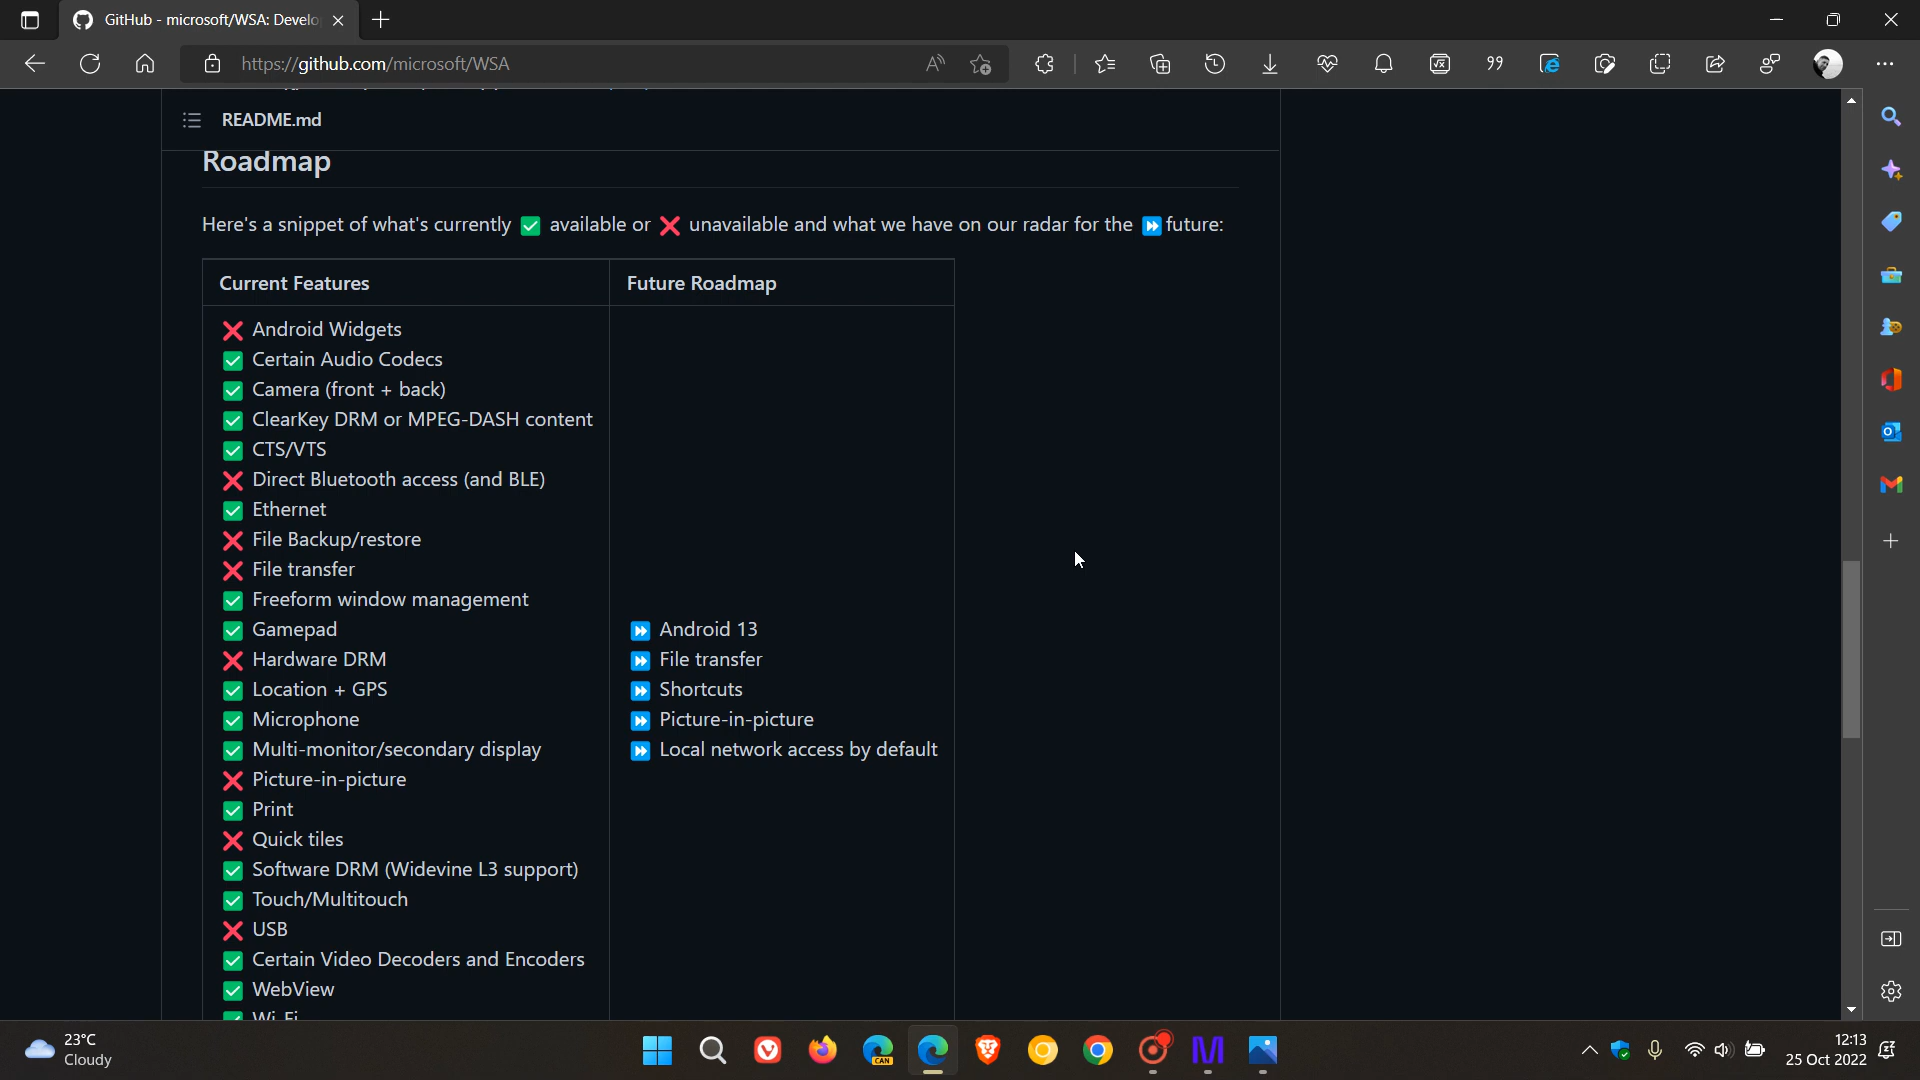 GitHub - microsoft/WSA: Develo
https://github.com/microsoft/WSA
README.md
Roadmap
Here's a snippet of what's currently ✅ available or ❌ unavailable and what we have on our radar for the ⏩ future:
Current Features
Future Roadmap
❌ Android Widgets
✅ Certain Audio Codecs
✅ Camera (front + back)
✅ ClearKey DRM or MPEG-DASH content
✅ CTS/VTS
❌ Direct Bluetooth access (and BLE)
✅ Ethernet
❌ File Backup/restore
❌ File transfer
✅ Freeform window management
✅ Gamepad
❌ Hardware DRM
✅ Location + GPS
✅ Microphone
✅ Multi-monitor/secondary display
❌ Picture-in-picture
✅ Print
❌ Quick tiles
✅ Software DRM (Widevine L3 support)
✅ Touch/Multitouch
❌ USB
✅ Certain Video Decoders and Encoders
✅ WebView
✅ Wi-Fi
⏩ Android 13
⏩ File transfer
⏩ Shortcuts
⏩ Picture-in-picture
⏩ Local network access by default
23°C
Cloudy
CAN
12:13
25 Oct 2022